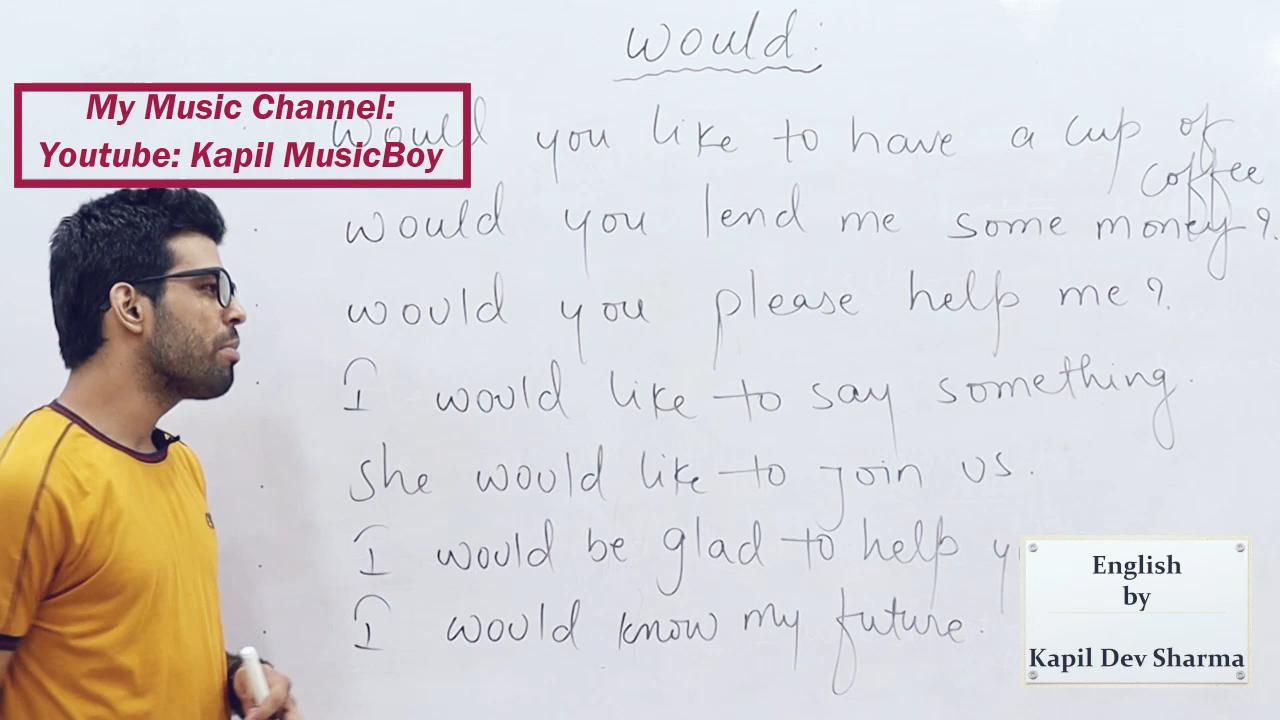 would:
My Music Channel:
Youtube: Kapil MusicBoy
Would you like to have a cup of
coffee
would you lend me some money?
would you please help me?
I would like to say something.
She would like to join us.
I would be glad to help y
I would know my future.
English
by
Kapil Dev Sharma